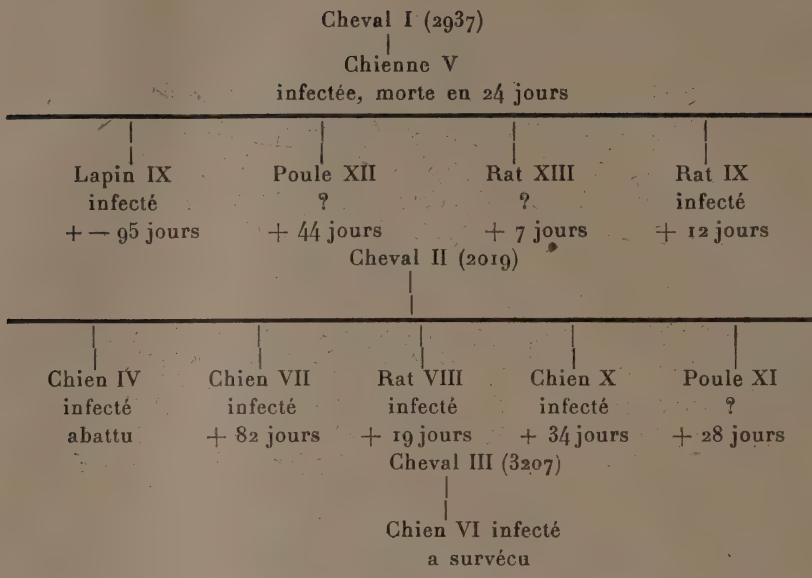 Cheval I (2937)
Chienne V
infectée, morte en 24 jours
Lapin IX Poule XII Rat XIII Rat IX
infecté ? ? infecté
+ — 95 jours + 44 jours + 7 jours + 12 jours
Cheval II (2019)
Chien IV Chien VII Rat VIII Chien X Poule XI
infecté infecté infecté infecté ?
abattu + 82 jours + 19 jours + 34 jours + 28 jours
Cheval III (3207)
Chien VI infecté
a survécu